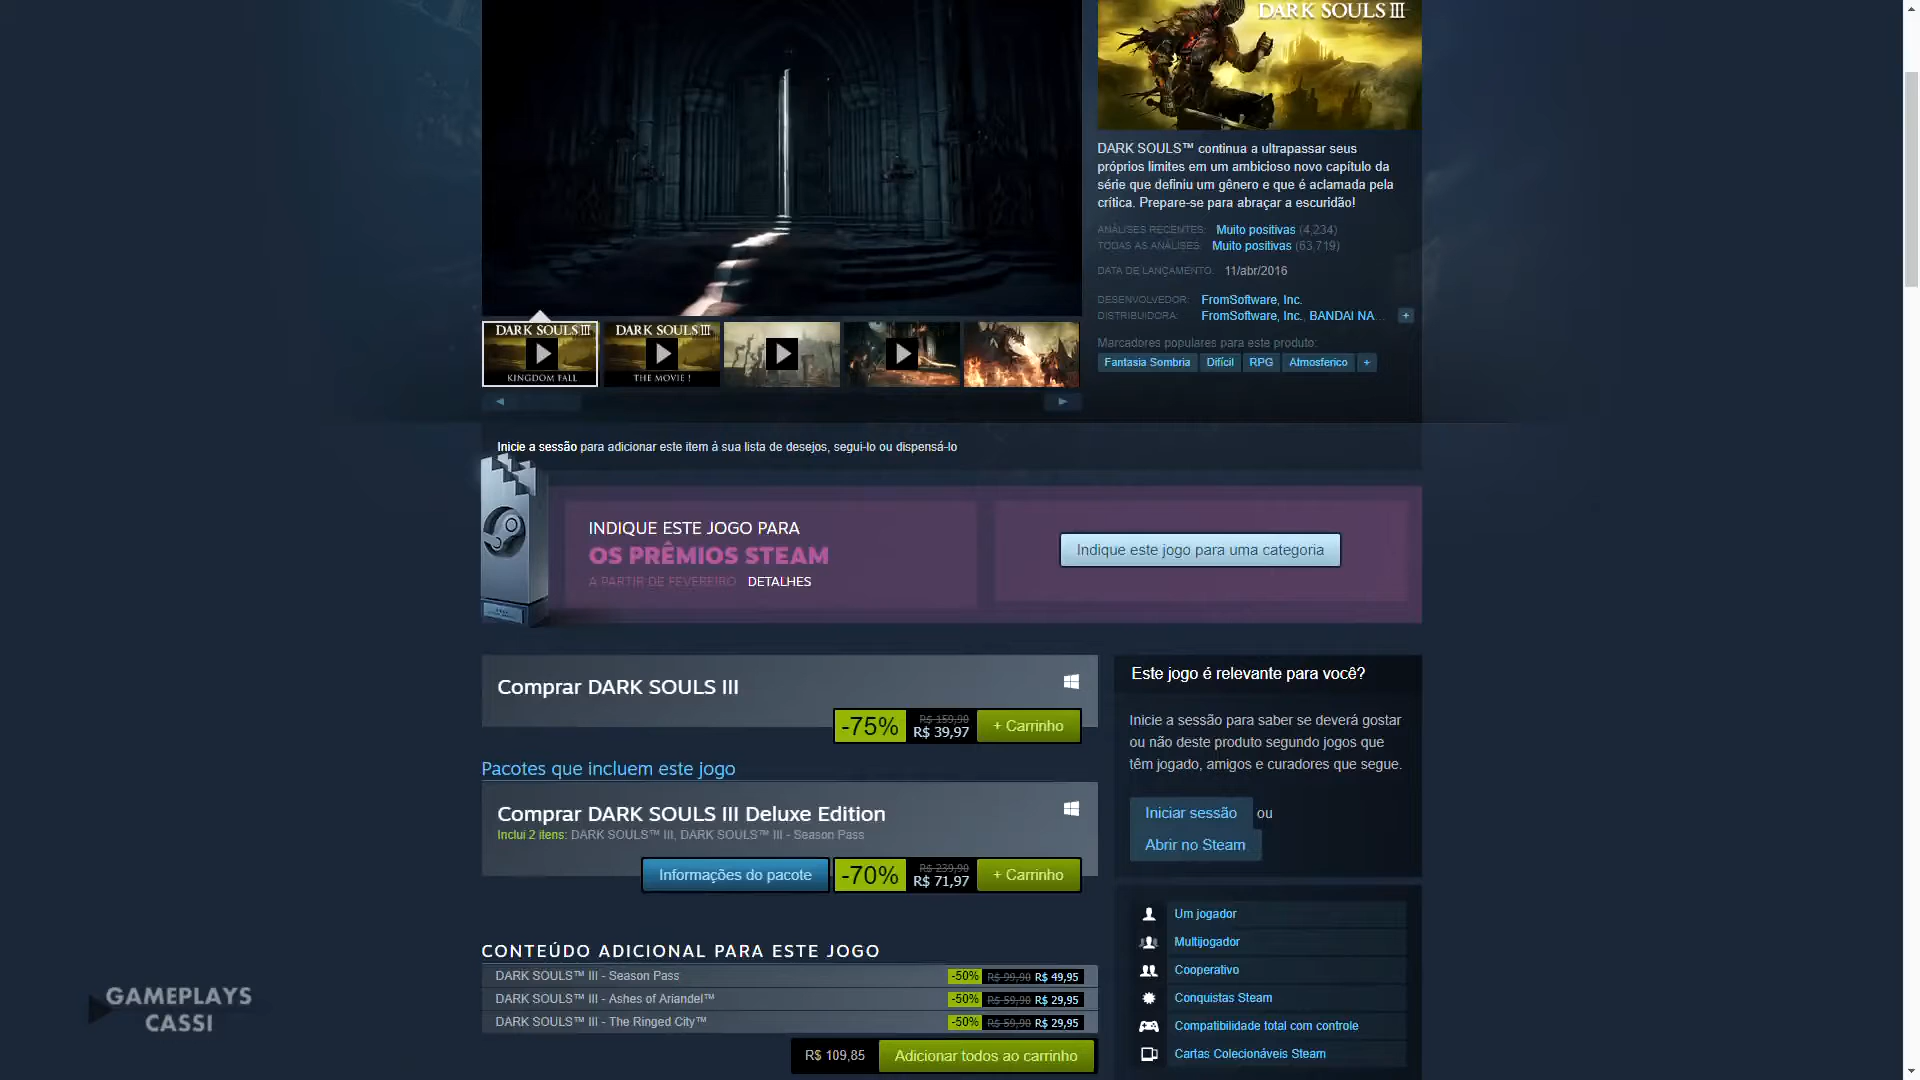 DARK SOULS III
DARK SOULS™ continua a ultrapassar seus
próprios limites em um ambicioso novo capítulo da
série que definiu um gênero e que é aclamada pela
crítica. Prepare-se para abraçar a escuridão!
ANÁLISES RECENTES: Muito positivas (4,234)
TODAS AS ANÁLISES: Muito positivas (63,719)
DATA DE LANÇAMENTO: 11/abr/2016
DESENVOLVEDOR: FromSoftware, Inc.
DISTRIBUIDORA: FromSoftware, Inc., BANDAI NA... +
Marcadores populares para este produto:
Fantasia Sombria Difícil RPG Atmosferico +
DARK SOULS III
KINGDOM FALL
DARK SOULS III
THE MOVIE !
Inicie a sessão para adicionar este item à sua lista de desejos, segui-lo ou dispensá-lo
INDIQUE ESTE JOGO PARA
OS PRÊMIOS STEAM
A PARTIR DE FEVEREIRO DETALHES
Indique este jogo para uma categoria
Comprar DARK SOULS III
-75% R$ 159,90 R$ 39,97 + Carrinho
Pacotes que incluem este jogo
Comprar DARK SOULS III Deluxe Edition
Inclui 2 itens: DARK SOULS™ III, DARK SOULS™ III - Season Pass
Informações do pacote -70% R$ 239,90 R$ 71,97 + Carrinho
CONTEÚDO ADICIONAL PARA ESTE JOGO
DARK SOULS™ III - Season Pass -50% R$ 99,90 R$ 49,95
DARK SOULS™ III - Ashes of Ariandel™ -50% R$ 59,90 R$ 29,95
DARK SOULS™ III - The Ringed City™ -50% R$ 59,90 R$ 29,95
R$ 109,85 Adicionar todos ao carrinho
Este jogo é relevante para você?
Inicie a sessão para saber se deverá gostar
ou não deste produto segundo jogos que
têm jogado, amigos e curadores que segue.
Iniciar sessão ou
Abrir no Steam
Um jogador
Multijogador
Cooperativo
Conquistas Steam
Compatibilidade total com controle
Cartas Colecionáveis Steam
GAMEPLAYS
CASSI